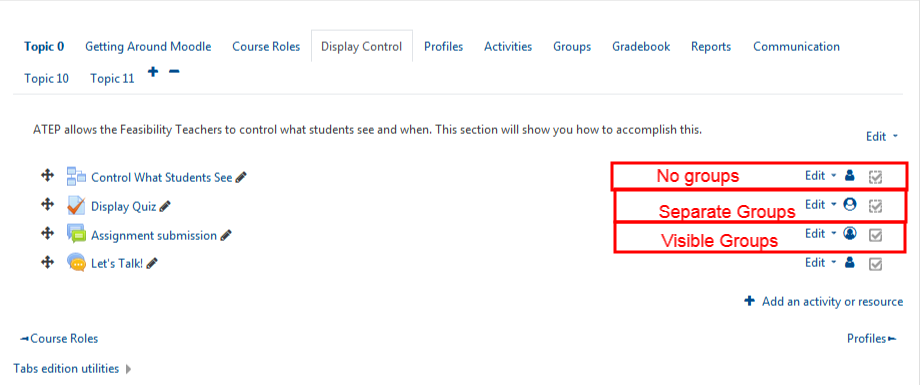 Topic 0 Getting Around Moodle Course Roles Display Control Profiles Activities Groups Gradebook Reports Communication
Topic 10 Topic 11
ATEP allows the Feasibility Teachers to control what students see and when. This section will show you how to accomplish this.
Edit
Control What Students See No groups Edit
Display Quiz Separate Groups Edit
Assignment submission Visible Groups Edit
Let's Talk! Edit
Add an activity or resource
Course Roles Profiles
Tabs edition utilities